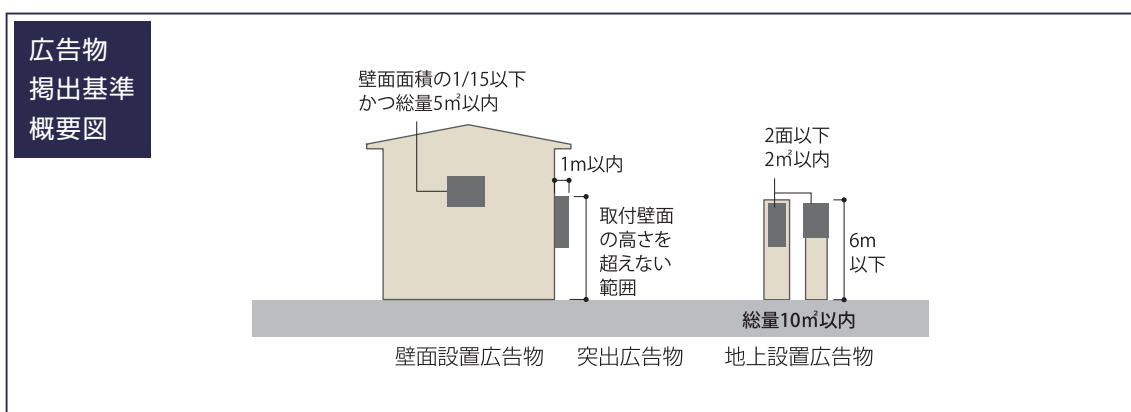 広告物
掲出基準
概要図
壁面面積の1/15以下
かつ総量5㎡以内
1m以内
取付壁面
の高さを
超えない
範囲
2面以下
2㎡以内
6m
以下
総量10㎡以内
壁面設置広告物
突出広告物
地上設置広告物